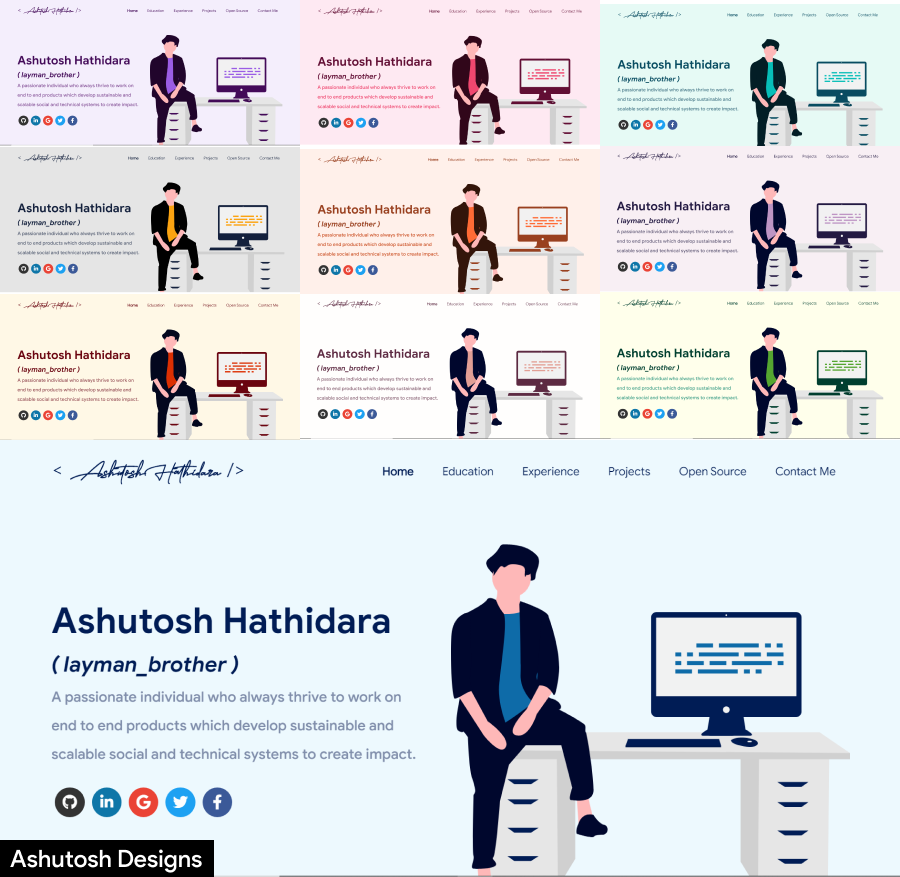 < Ashutosh Hathidara />
Home Education Experience Projects Open Source Contact Me
Ashutosh Hathidara
( layman_brother )
A passionate individual who always thrive to work on
end to end products which develop sustainable and
scalable social and technical systems to create impact.
< Ashutosh Hathidara />
Home Education Experience Projects Open Source Contact Me
Ashutosh Hathidara
( layman_brother )
A passionate individual who always thrive to work on
end to end products which develop sustainable and
scalable social and technical systems to create impact.
< Ashutosh Hathidara />
Home Education Experience Projects Open Source Contact Me
Ashutosh Hathidara
( layman_brother )
A passionate individual who always thrive to work on
end to end products which develop sustainable and
scalable social and technical systems to create impact.
< Ashutosh Hathidara />
Home Education Experience Projects Open Source Contact Me
Ashutosh Hathidara
( layman_brother )
A passionate individual who always thrive to work on
end to end products which develop sustainable and
scalable social and technical systems to create impact.
< Ashutosh Hathidara />
Home Education Experience Projects Open Source Contact Me
Ashutosh Hathidara
( layman_brother )
A passionate individual who always thrive to work on
end to end products which develop sustainable and
scalable social and technical systems to create impact.
< Ashutosh Hathidara />
Home Education Experience Projects Open Source Contact Me
Ashutosh Hathidara
( layman_brother )
A passionate individual who always thrive to work on
end to end products which develop sustainable and
scalable social and technical systems to create impact.
< Ashutosh Hathidara />
Home Education Experience Projects Open Source Contact Me
Ashutosh Hathidara
( layman_brother )
A passionate individual who always thrive to work on
end to end products which develop sustainable and
scalable social and technical systems to create impact.
< Ashutosh Hathidara />
Home Education Experience Projects Open Source Contact Me
Ashutosh Hathidara
( layman_brother )
A passionate individual who always thrive to work on
end to end products which develop sustainable and
scalable social and technical systems to create impact.
< Ashutosh Hathidara />
Home Education Experience Projects Open Source Contact Me
Ashutosh Hathidara
( layman_brother )
A passionate individual who always thrive to work on
end to end products which develop sustainable and
scalable social and technical systems to create impact.
< Ashutosh Hathidara />
Home Education Experience Projects Open Source Contact Me
Ashutosh Hathidara
( layman_brother )
A passionate individual who always thrive to work on
end to end products which develop sustainable and
scalable social and technical systems to create impact.
Ashutosh Designs